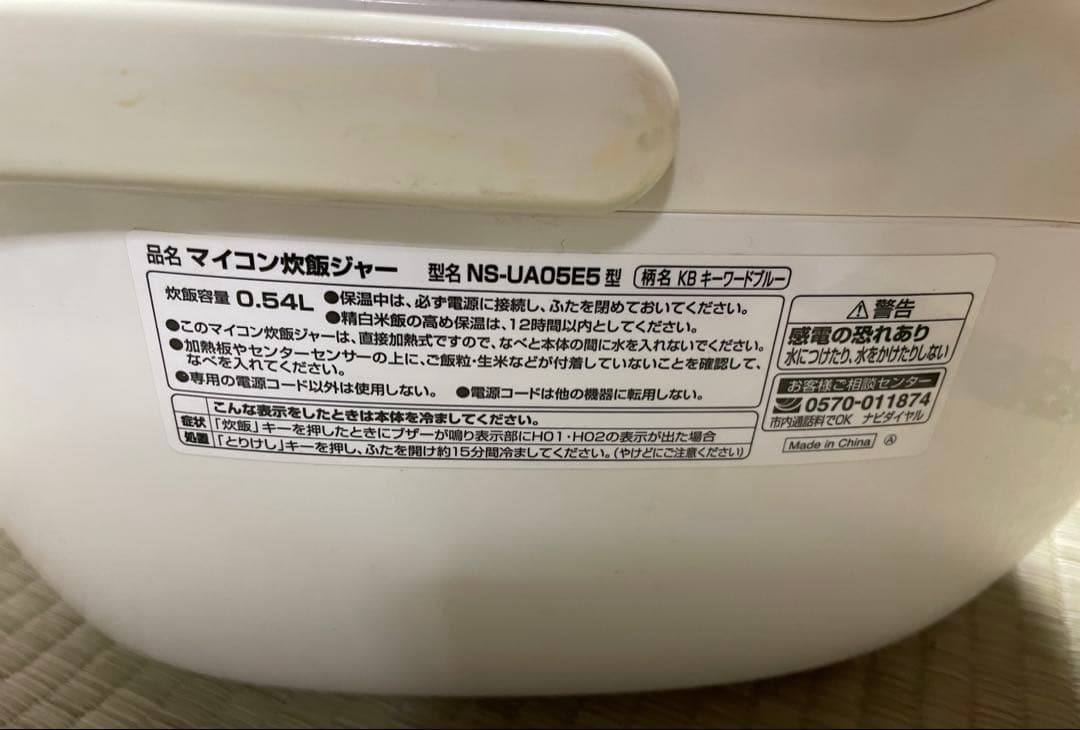 品名 マイコン炊飯ジャー 型名 NS-UA05E5 型 柄名 KB キーワードブルー
炊飯容量 0.54L ●保温中は、必ず電源に接続し、ふたを閉めておいてください。
●精白米飯の高め保温は、12時間以内としてください。
●このマイコン炊飯ジャーは、直接加熱式ですので、なべと本体の間に水を入れないでください。
●加熱板やセンターセンサーの上に、ご飯粒・生米などが付着していないことを確認して、
なべを入れてください。
●専用の電源コード以外は使用しない。 ●電源コードは他の機器に転用しない。
こんな表示をしたときは本体を冷ましてください。
症状 「炊飯」キーを押したときにブザーが鳴り表示部にH01・H02の表示が出た場合
処置 「とりけし」キーを押し、ふたを開け約15分間冷ましてください。(やけどにご注意ください)
⚠警告
感電の恐れあり
水につけたり、水をかけたりしない
お客様ご相談センター
0570-011874
市内通話料でOK ナビダイヤル
Made in China Ⓐ